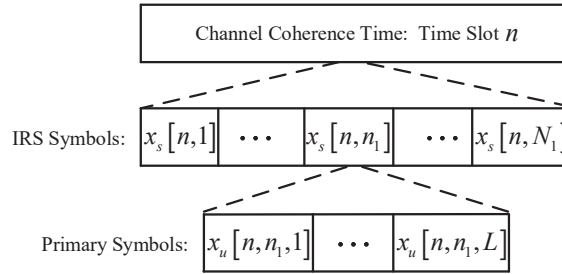 Channel Coherence Time: Time Slot n
IRS Symbols: x_s[n,1] ••• x_s[n,n_1] ••• x_s[n,N_1]
Primary Symbols: x_u[n,n_1,1] ••• x_u[n,n_1,L]